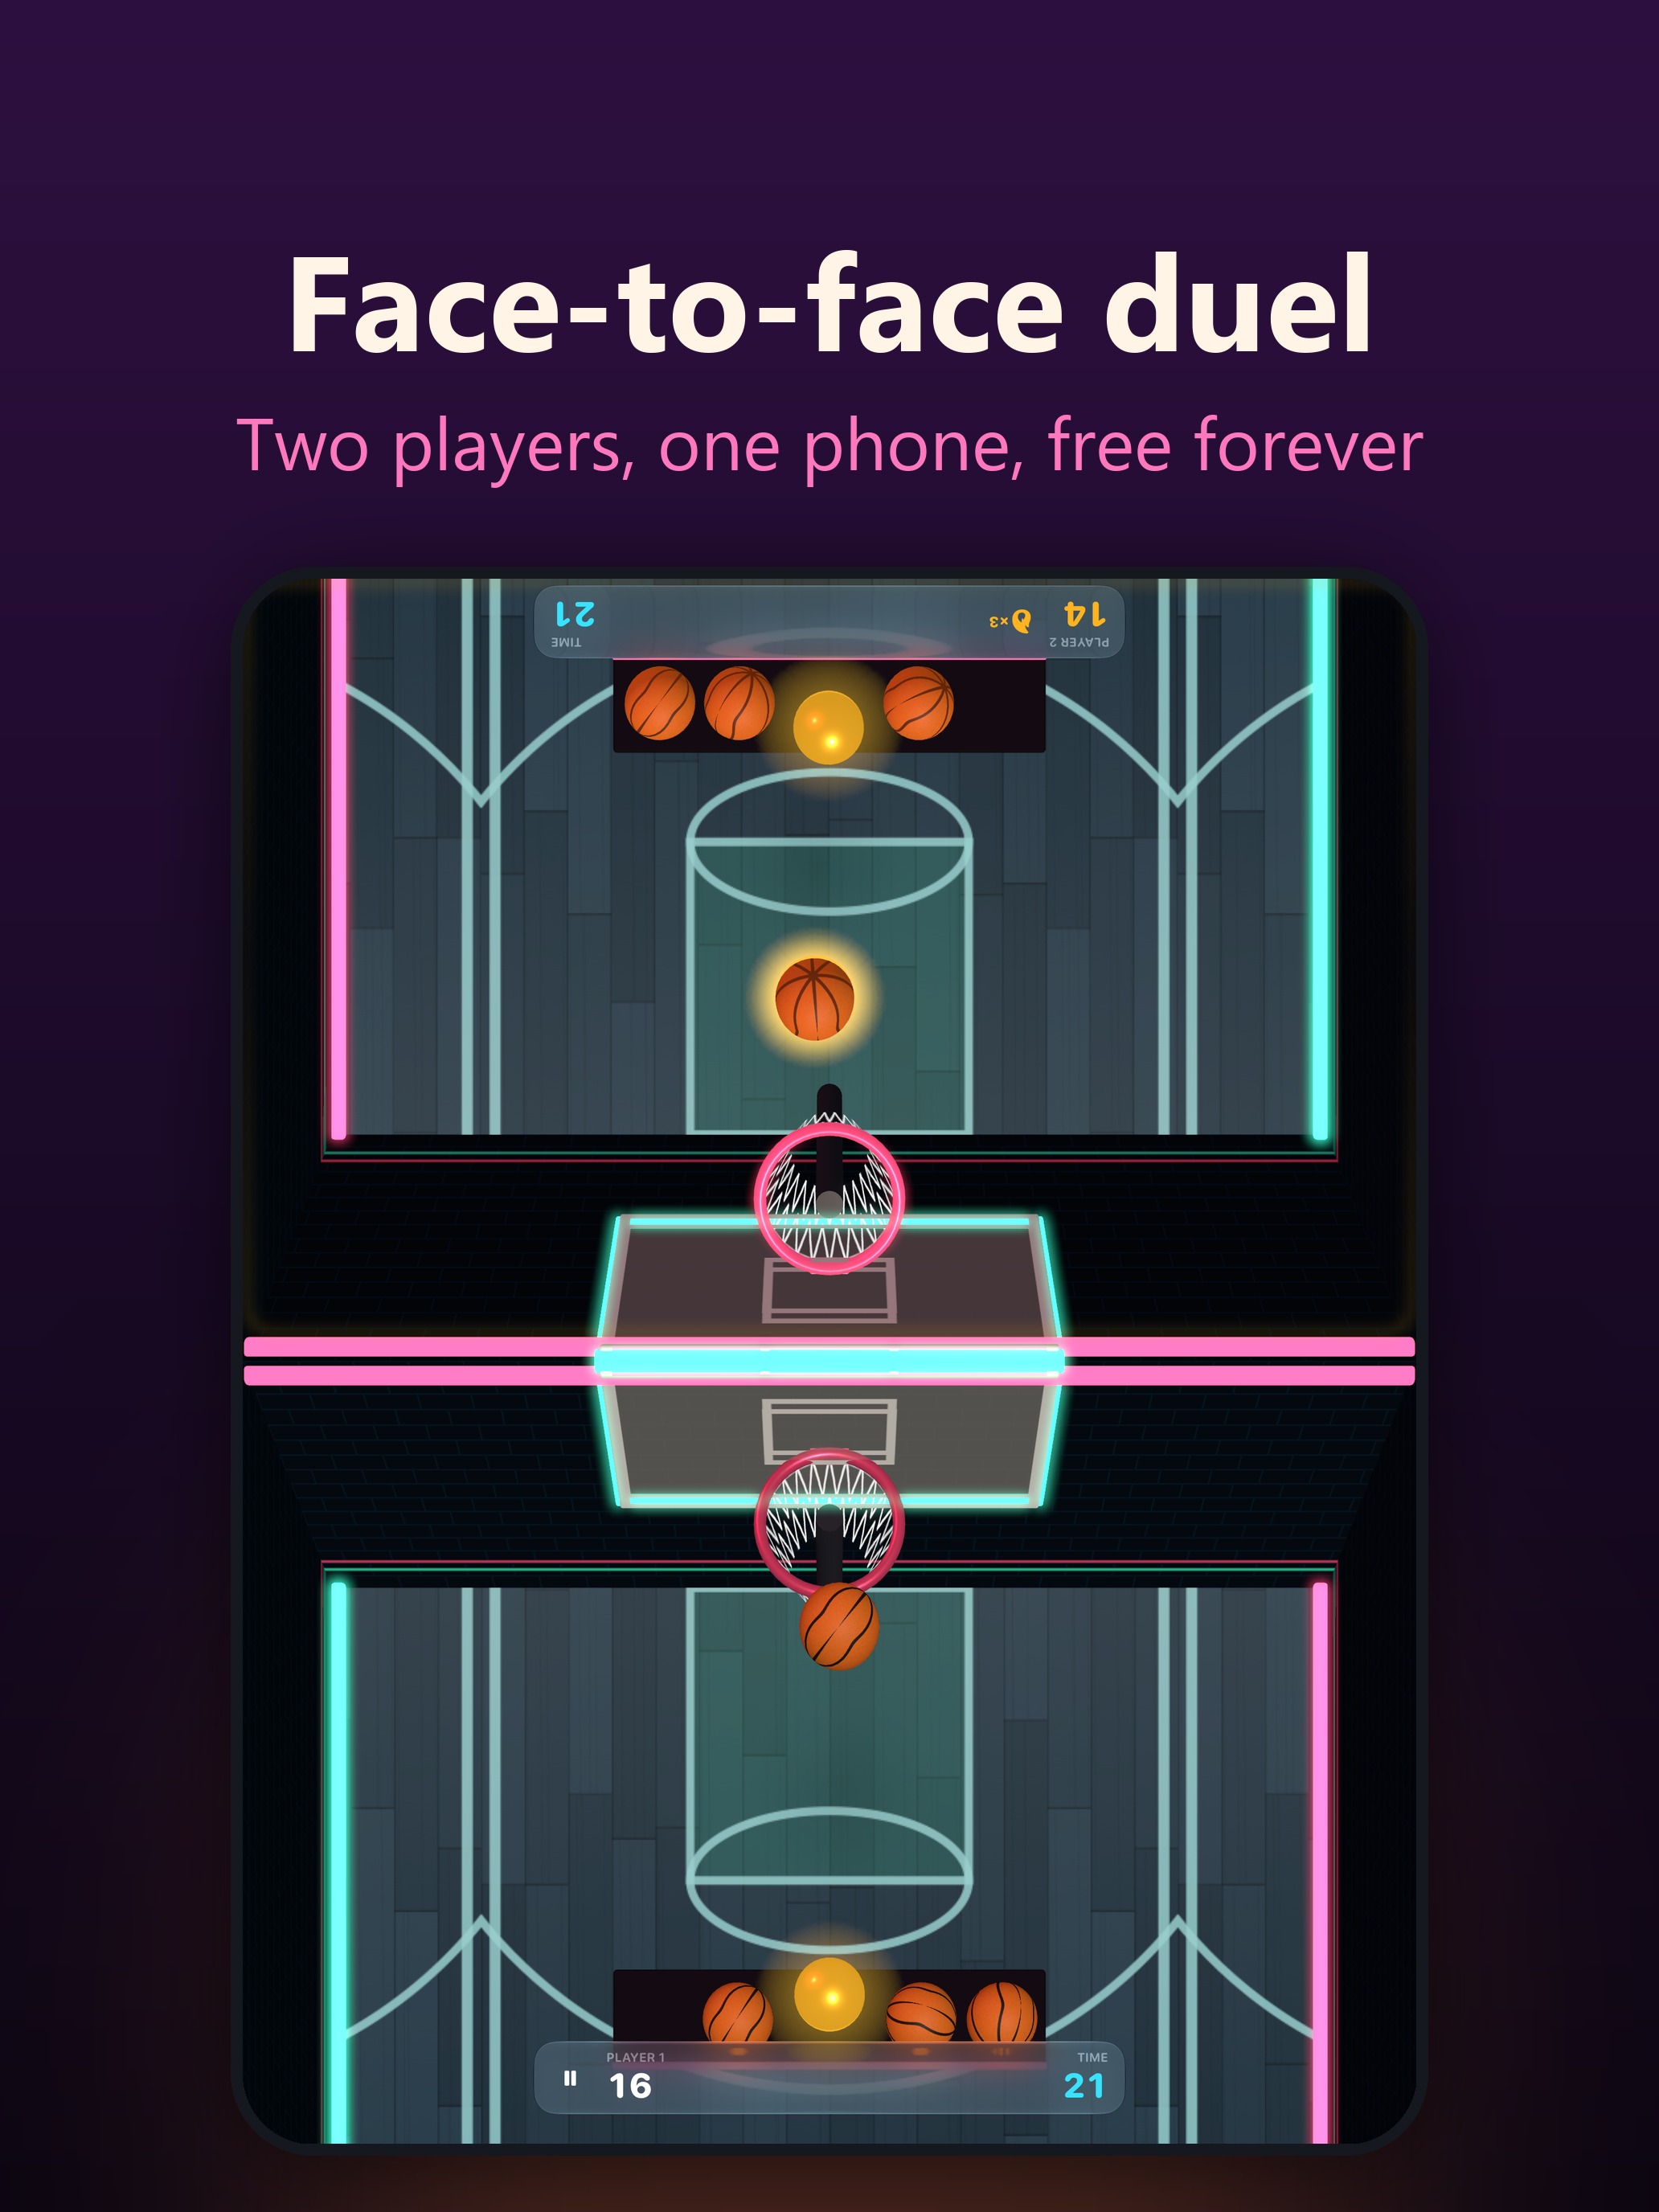 Face-to-face duel
Two players, one phone, free forever
PLAYER 2
14
×3
TIME
21
PLAYER 1
16
TIME
21